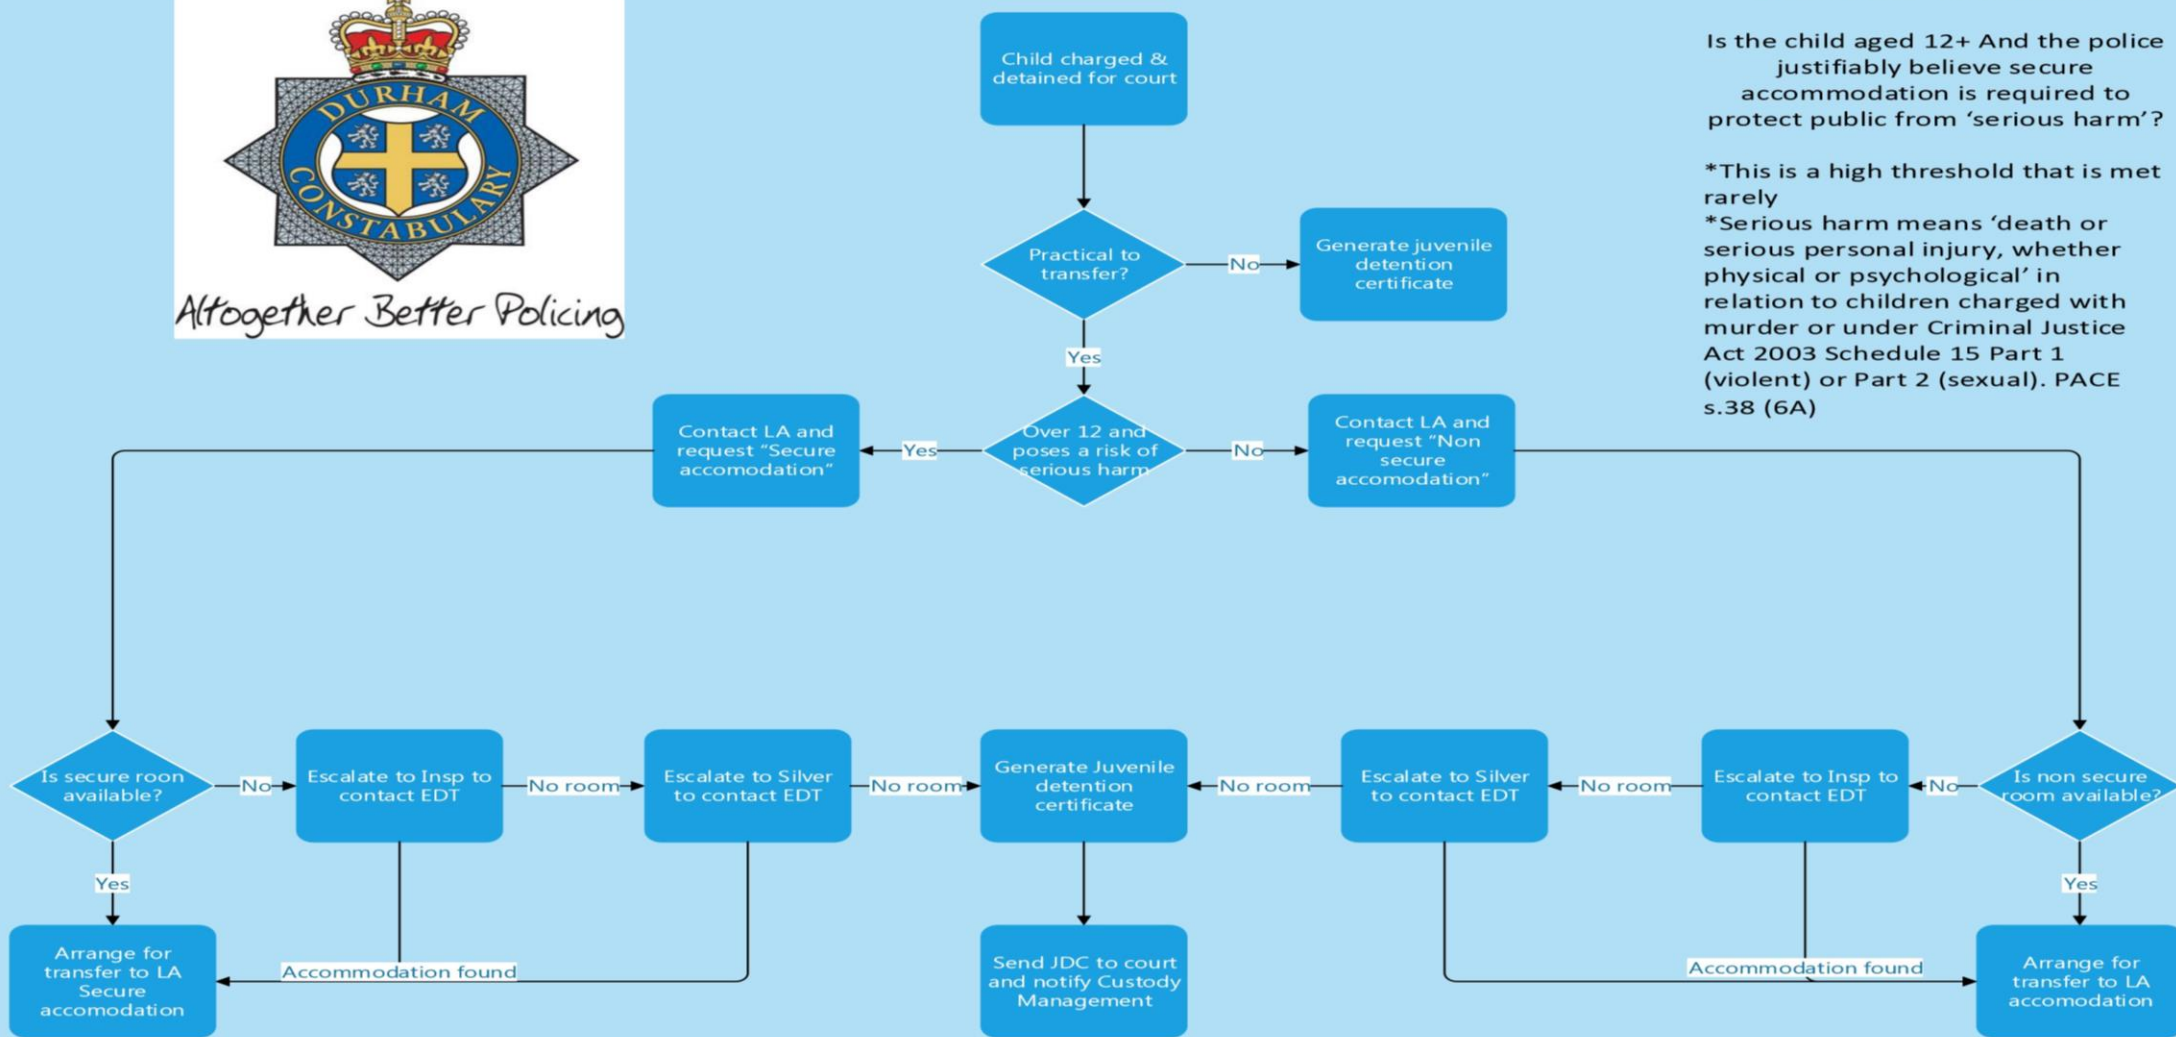 DURHAM
CONSTABULARY
Altogether Better Policing
Child charged &
detained for court
Is the child aged 12+ And the police
justifiably believe secure
accommodation is required to
protect public from ‘serious harm’?
*This is a high threshold that is met
rarely
*Serious harm means ‘death or
serious personal injury, whether
physical or psychological’ in
relation to children charged with
murder or under Criminal Justice
Act 2003 Schedule 15 Part 1
(violent) or Part 2 (sexual). PACE
s.38 (6A)
Practical to
transfer?
No
Generate juvenile
detention
certificate
Yes
Contact LA and
request “Secure
accomodation”
Yes
Over 12 and
poses a risk of
serious harm
No
Contact LA and
request “Non
secure
accomodation”
Is secure roon
available?
No
Escalate to Insp to
contact EDT
No room
Escalate to Silver
to contact EDT
No room
Generate Juvenile
detention
certificate
No room
Escalate to Silver
to contact EDT
No room
Escalate to Insp to
contact EDT
No
Is non secure
room available?
Yes
Yes
Arrange for
transfer to LA
Secure
accomodation
Accommodation found
Send JDC to court
and notify Custody
Management
Accommodation found
Arrange for
transfer to LA
accomodation